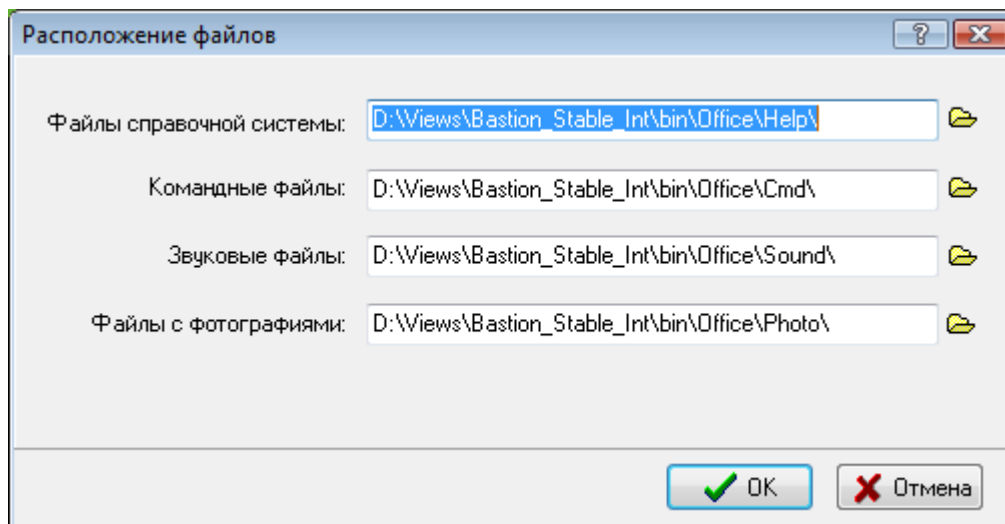 Расположение файлов
Файлы справочной системы: D:\Views\Bastion_Stable_Int\bin\Office\Help\
Командные файлы: D:\Views\Bastion_Stable_Int\bin\Office\Cmd\
Звуковые файлы: D:\Views\Bastion_Stable_Int\bin\Office\Sound\
Файлы с фотографиями: D:\Views\Bastion_Stable_Int\bin\Office\Photo\
OK Отмена